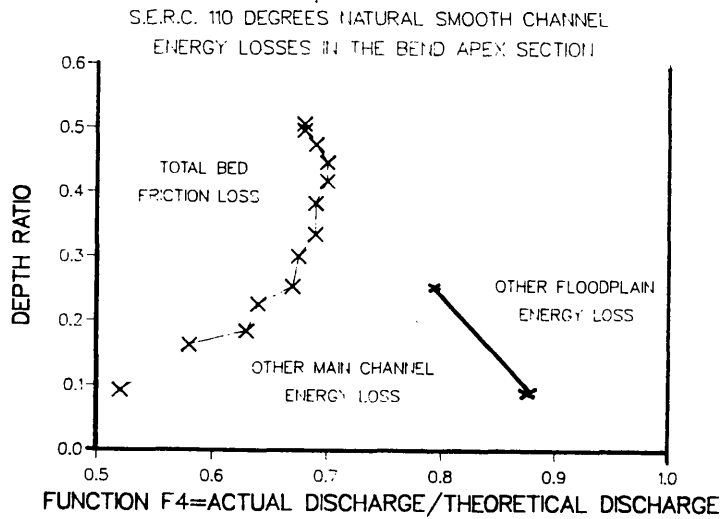 S.E.R.C. 110 DEGREES NATURAL SMOOTH CHANNEL
ENERGY LOSSES IN THE BEND APEX SECTION
0.6
0.5
0.4
0.3
0.2
0.1
0.0
DEPTH RATIO
TOTAL BED
FRICTION LOSS
OTHER FLOODPLAIN
ENERGY LOSS
OTHER MAIN CHANNEL
ENERGY LOSS
0.5 0.6 0.7 0.8 0.9 1.0
FUNCTION F4=ACTUAL DISCHARGE/THEORETICAL DISCHARGE